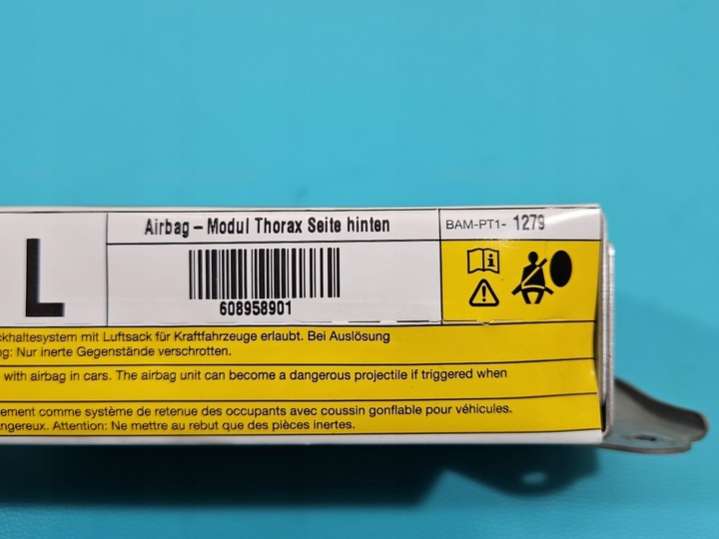 L
Airbag – Modul Thorax Seite hinten
BAM-PT1- 1279
608958901
ckhaltesystem mit Luftsack für Kraftfahrzeuge erlaubt. Bei Auslösung
ng: Nur inerte Gegenstände verschrotten.
with airbag in cars. The airbag unit can become a dangerous projectile if triggered when
ement comme système de retenue des occupants avec coussin gonflable pour véhicules.
ngereux. Attention: Ne mettre au rebut que des pièces inertes.